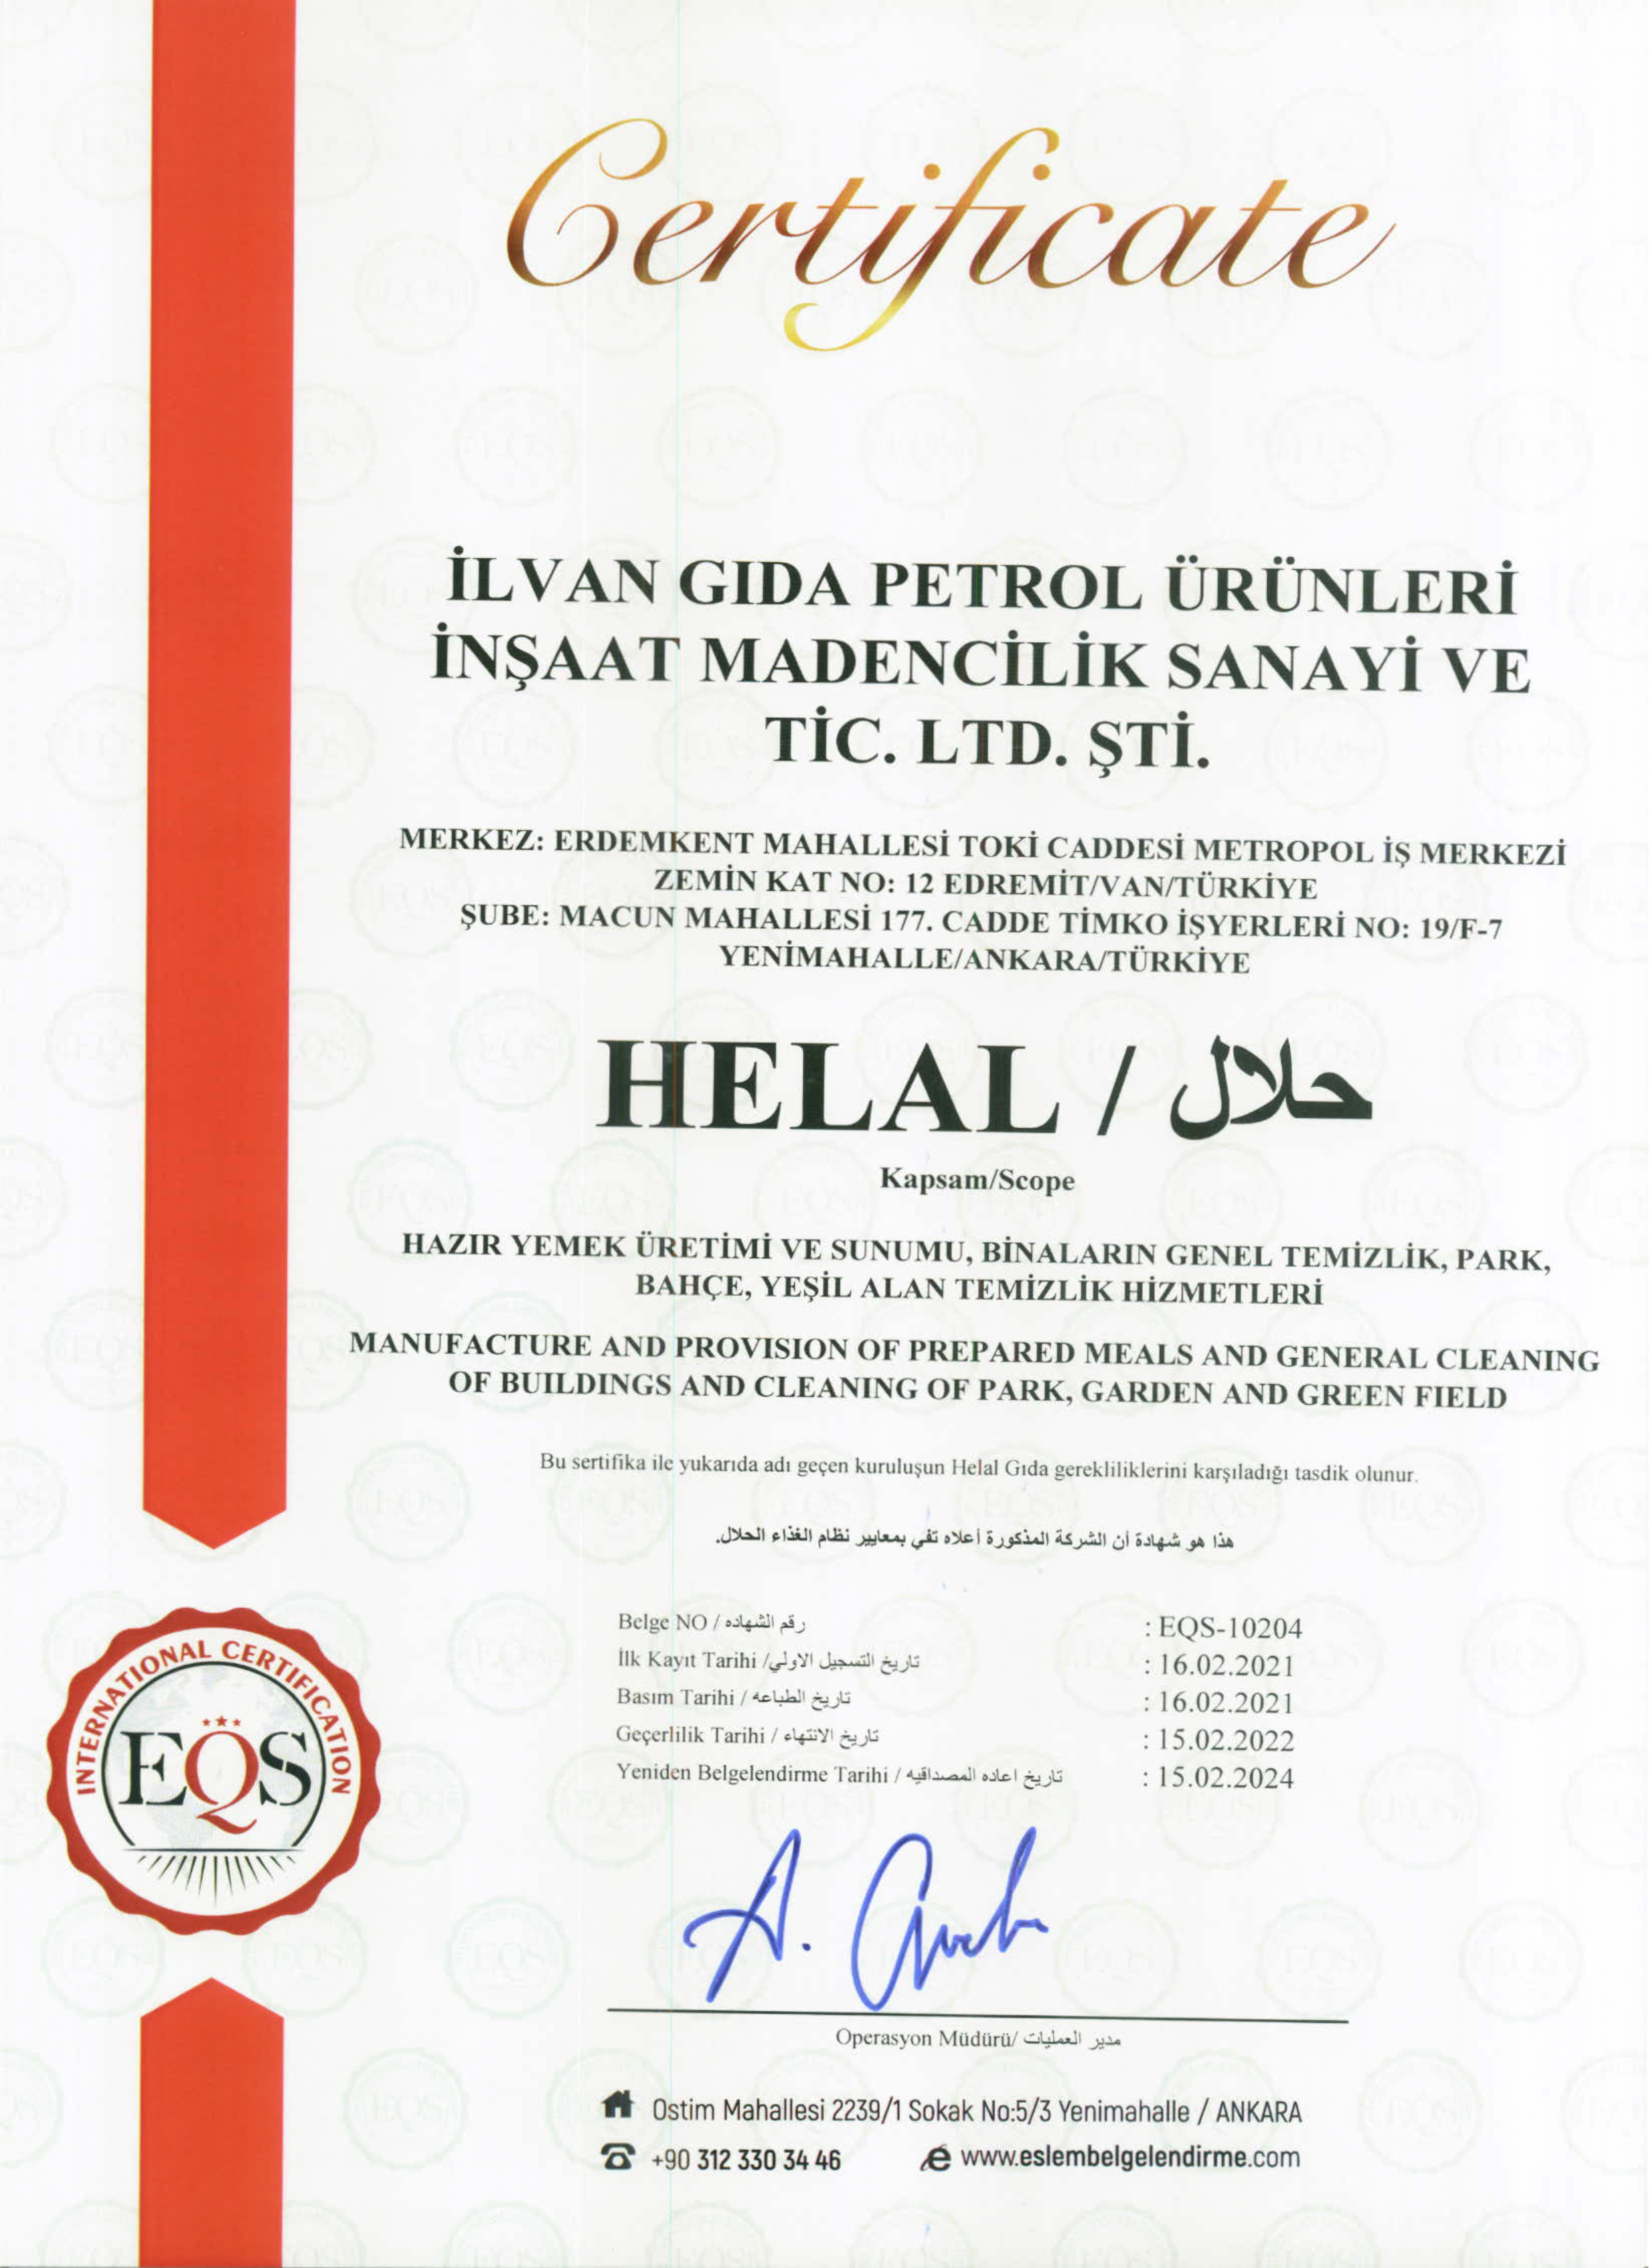 Certificate
İLVAN GIDA PETROL ÜRÜNLERİ
İNŞAAT MADENCİLİK SANAYİ VE
TİC. LTD. ŞTİ.
MERKEZ: ERDEMKENT MAHALLESİ TOKİ CADDESİ METROPOL İŞ MERKEZİ
ZEMİN KAT NO: 12 EDREMİT/VAN/TÜRKİYE
ŞUBE: MACUN MAHALLESİ 177. CADDE TİMKO İŞYERLERİ NO: 19/F-7
YENİMAHALLE/ANKARA/TÜRKİYE
HELAL / حلال
Kapsam/Scope
HAZIR YEMEK ÜRETİMİ VE SUNUMU, BİNALARIN GENEL TEMİZLİK, PARK,
BAHÇE, YEŞİL ALAN TEMİZLİK HİZMETLERİ
MANUFACTURE AND PROVISION OF PREPARED MEALS AND GENERAL CLEANING
OF BUILDINGS AND CLEANING OF PARK, GARDEN AND GREEN FIELD
Bu sertifika ile yukarıda adı geçen kuruluşun Helal Gıda gerekliliklerini karşıladığı tasdik olunur.
هذا هو شهادة أن الشركة المذكورة أعلاه تفي بمعايير نظام الغذاء الحلال.
Belge NO / رقم الشهاده : EQS-10204
İlk Kayıt Tarihi /تاريخ التسجيل الاولي : 16.02.2021
Basım Tarihi / تاريخ الطباعه : 16.02.2021
Geçerlilik Tarihi / تاريخ الانتهاء : 15.02.2022
Yeniden Belgelendirme Tarihi / تاريخ اعاده المصداقيه : 15.02.2024
INTERNATIONAL CERTIFICATION
EQS
Operasyon Müdürü/ مدير العمليات
Ostim Mahallesi 2239/1 Sokak No:5/3 Yenimahalle / ANKARA
+90 312 330 34 46 www.eslembelgelendirme.com